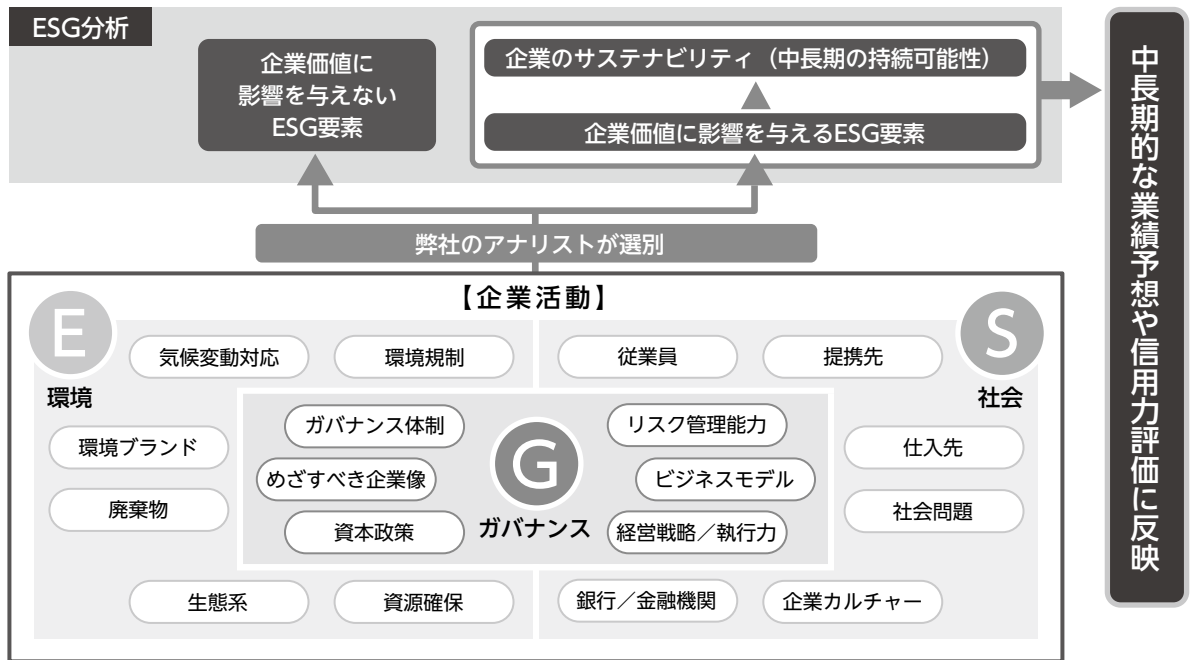 ESG分析
企業価値に
影響を与えない
ESG要素
企業のサステナビリティ（中長期の持続可能性）
企業価値に影響を与えるESG要素
中長期的な業績予想や信用力評価に反映
弊社のアナリストが選別
【企業活動】
E
環境
S
社会
気候変動対応
環境規制
従業員
提携先
環境ブランド
廃棄物
ガバナンス体制
めざすべき企業像
資本政策
G
ガバナンス
リスク管理能力
ビジネスモデル
経営戦略／執行力
仕入先
社会問題
生態系
資源確保
銀行／金融機関
企業カルチャー